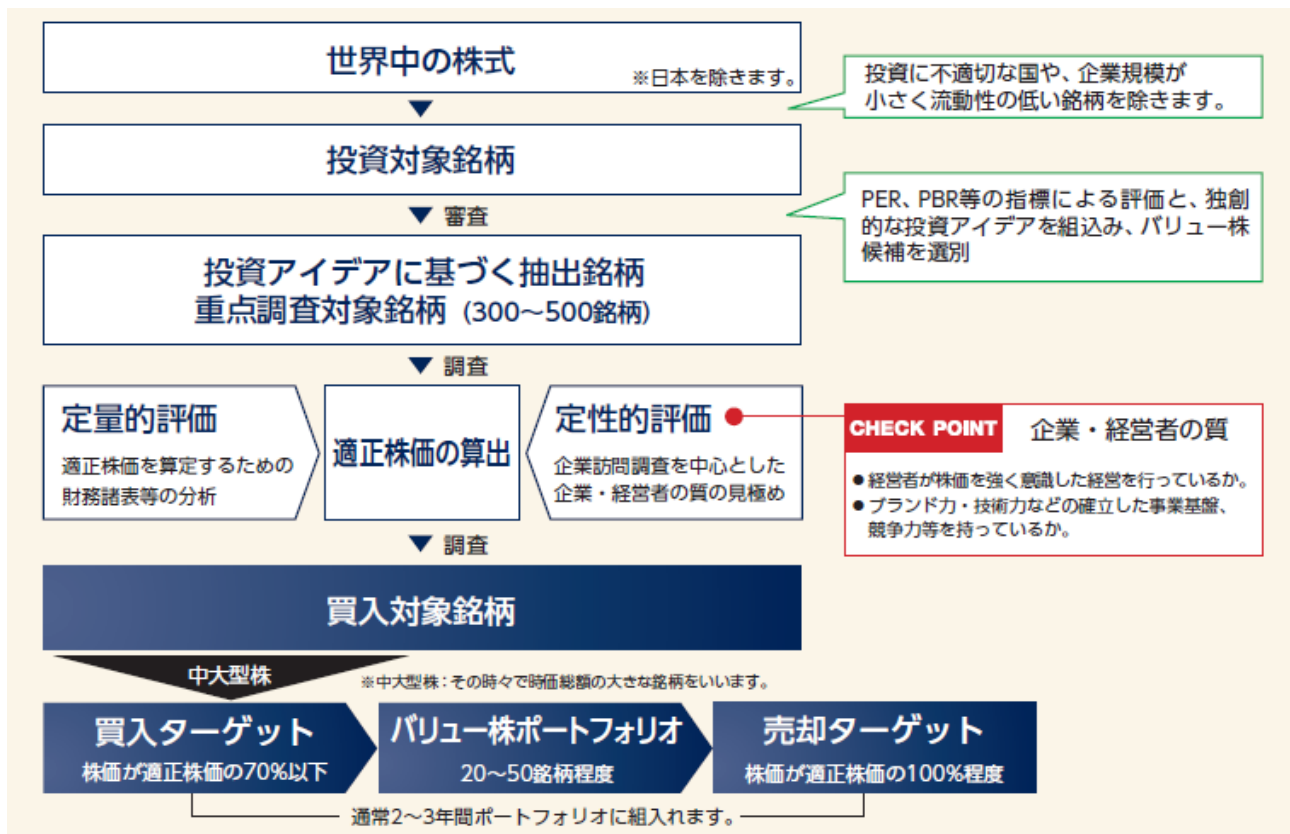 世界中の株式
※日本を除きます。
投資に不適切な国や、企業規模が
小さく流動性の低い銘柄を除きます。
▼
投資対象銘柄
▼ 審査
PER、PBR等の指標による評価と、独創
的な投資アイデアを組込み、バリュー株
候補を選別
投資アイデアに基づく抽出銘柄
重点調査対象銘柄（300〜500銘柄）
▼ 調査
定量的評価
適正株価を算定するための
財務諸表等の分析
適正株価の算出
定性的評価
企業訪問調査を中心とした
企業・経営者の質の見極め
CHECK POINT 企業・経営者の質
●経営者が株価を強く意識した経営を行っているか。
●ブランド力・技術力などの確立した事業基盤、
競争力等を持っているか。
▼ 調査
買入対象銘柄
中大型株
※中大型株：その時々で時価総額の大きな銘柄をいいます。
買入ターゲット
株価が適正株価の70%以下
バリュー株ポートフォリオ
20〜50銘柄程度
売却ターゲット
株価が適正株価の100%程度
通常2〜3年間ポートフォリオに組入れます。